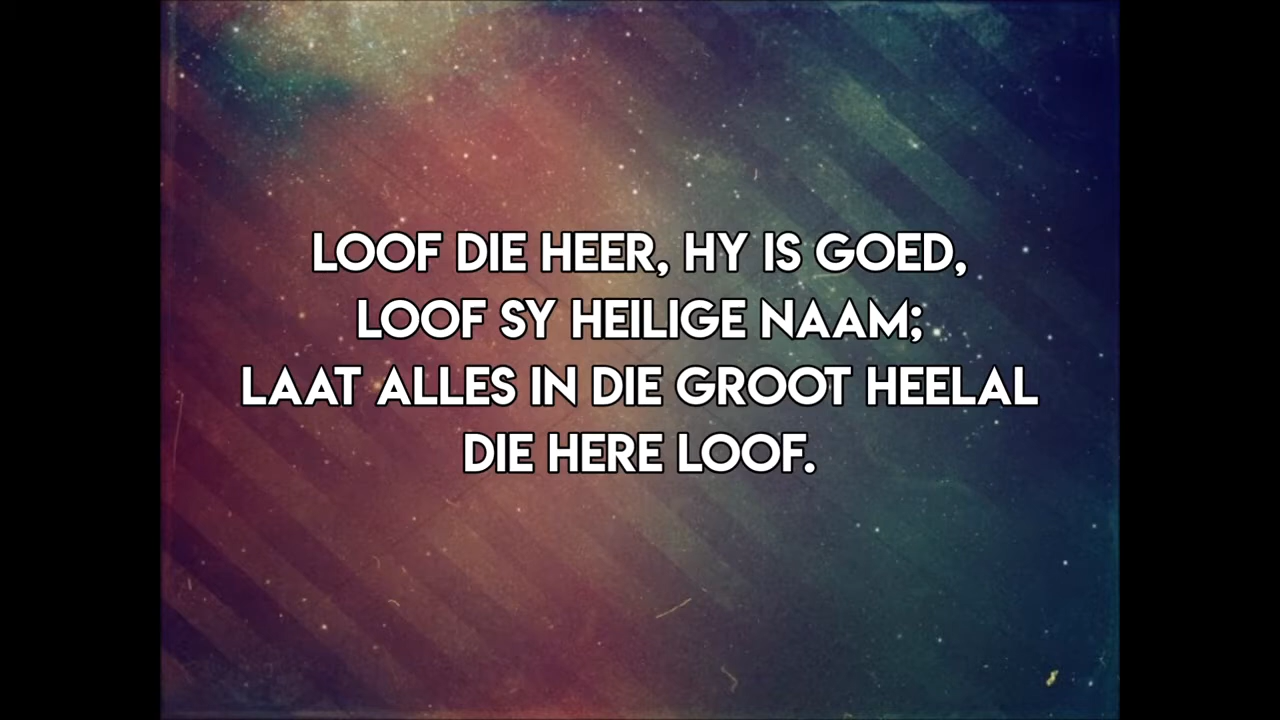 LOOF DIE HEER, HY IS GOED,
LOOF SY HEILIGE NAAM;
LAAT ALLES IN DIE GROOT HEELAL
DIE HERE LOOF.